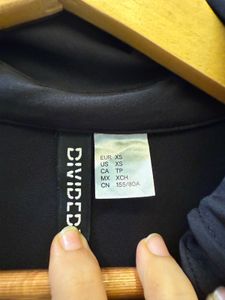 DIVIDED
EUR XS
US XS
CA TP
MX XCH
CN 155/80A